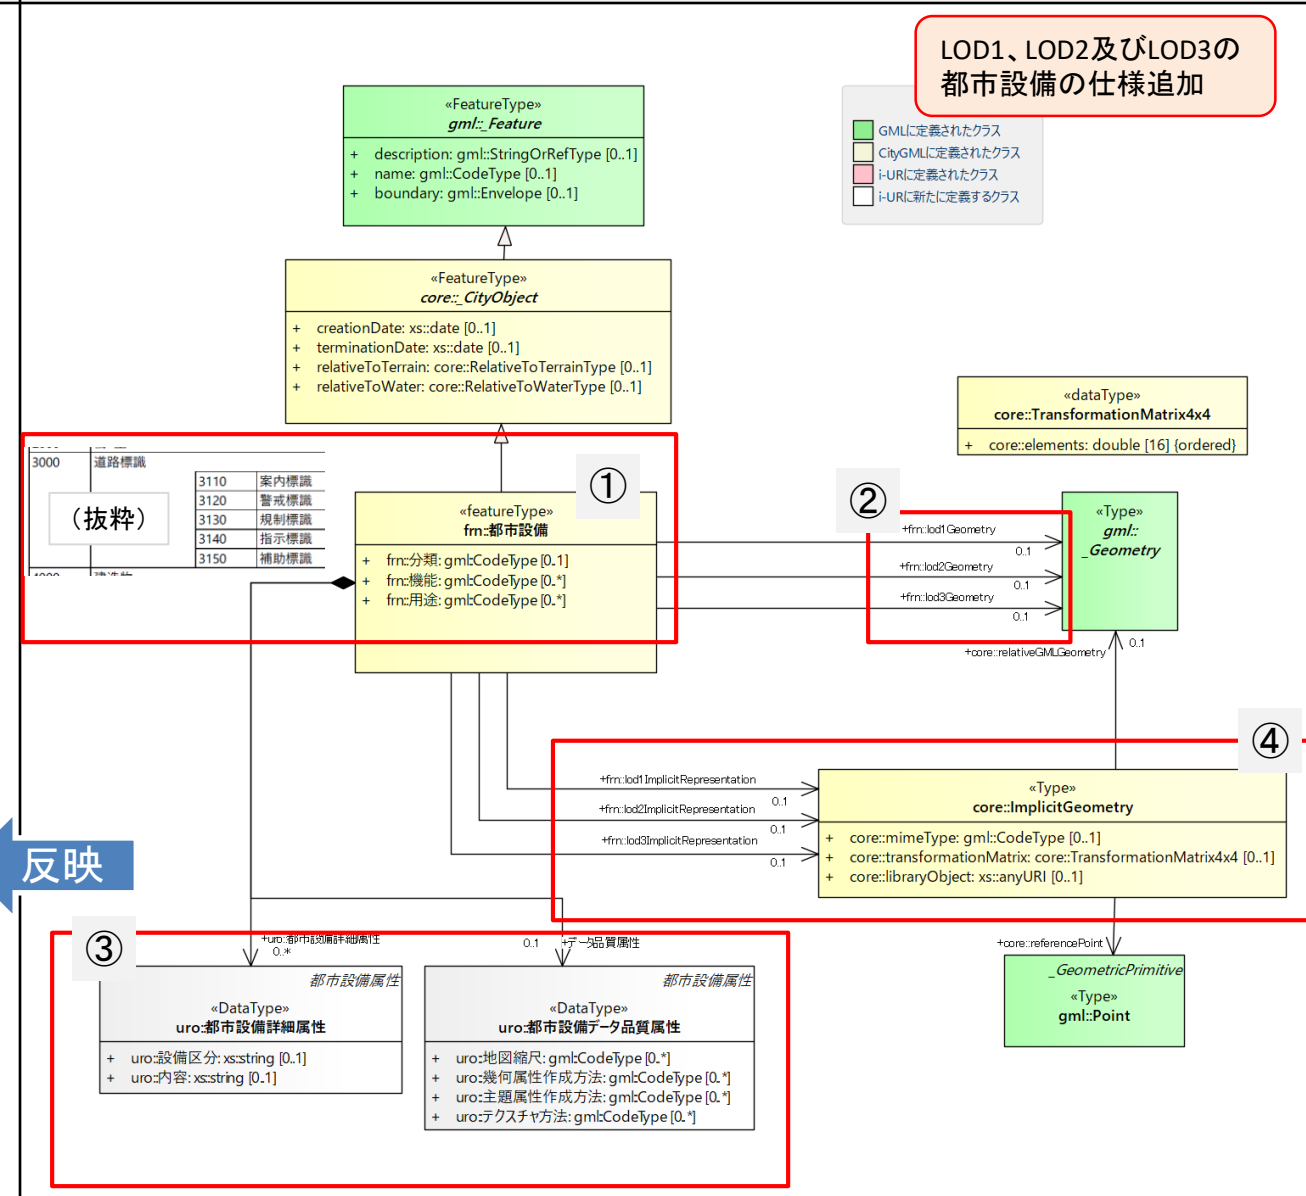 LOD1、LOD2及びLOD3の
都市設備の仕様追加
GMLに定義されたクラス
CityGMLに定義されたクラス
i-URに定義されたクラス
i-URに新たに定義するクラス
«FeatureType»
gml::_Feature
+ description: gml::StringOrRefType [0..1]
+ name: gml::CodeType [0..1]
+ boundary: gml::Envelope [0..1]
«FeatureType»
core::_CityObject
+ creationDate: xs::date [0..1]
+ terminationDate: xs::date [0..1]
+ relativeToTerrain: core::RelativeToTerrainType [0..1]
+ relativeToWater: core::RelativeToWaterType [0..1]
«dataType»
core::TransformationMatrix4x4
+ core::elements: double [16] {ordered}
3000 道路標識
3110 案内標識
3120 警戒標識
3130 規制標識
3140 指示標識
3150 補助標識
（抜粋）
①
«featureType»
frn::都市設備
+ frn::分類: gml::CodeType [0..1]
+ frn::機能: gml::CodeType [0..*]
+ frn::用途: gml::CodeType [0..*]
②
+frn::lod1Geometry
0..1
+frn::lod2Geometry
0..1
+frn::lod3Geometry
0..1
«Type»
gml::
_Geometry
+core::relativeGMLGeometry
0..1
④
+frn::lod1ImplicitRepresentation
0..1
+frn::lod2ImplicitRepresentation
0..1
+frn::lod3ImplicitRepresentation
0..1
«Type»
core::ImplicitGeometry
+ core::mimeType: gml::CodeType [0..1]
+ core::transformationMatrix: core::TransformationMatrix4x4 [0..1]
+ core::libraryObject: xs::anyURI [0..1]
反映
+core::referencePoint
_GeometricPrimitive
«Type»
gml::Point
③
+uro::都市設備詳細属性
0..*
0..1 +データ品質属性
都市設備属性
«DataType»
uro::都市設備詳細属性
+ uro::設備区分: xs::string [0..1]
+ uro::内容: xs::string [0..1]
都市設備属性
«DataType»
uro::都市設備データ品質属性
+ uro::地図縮尺: gml::CodeType [0..*]
+ uro::幾何属性作成方法: gml::CodeType [0..*]
+ uro::主題属性作成方法: gml::CodeType [0..*]
+ uro::テクスチャ方法: gml::CodeType [0..*]